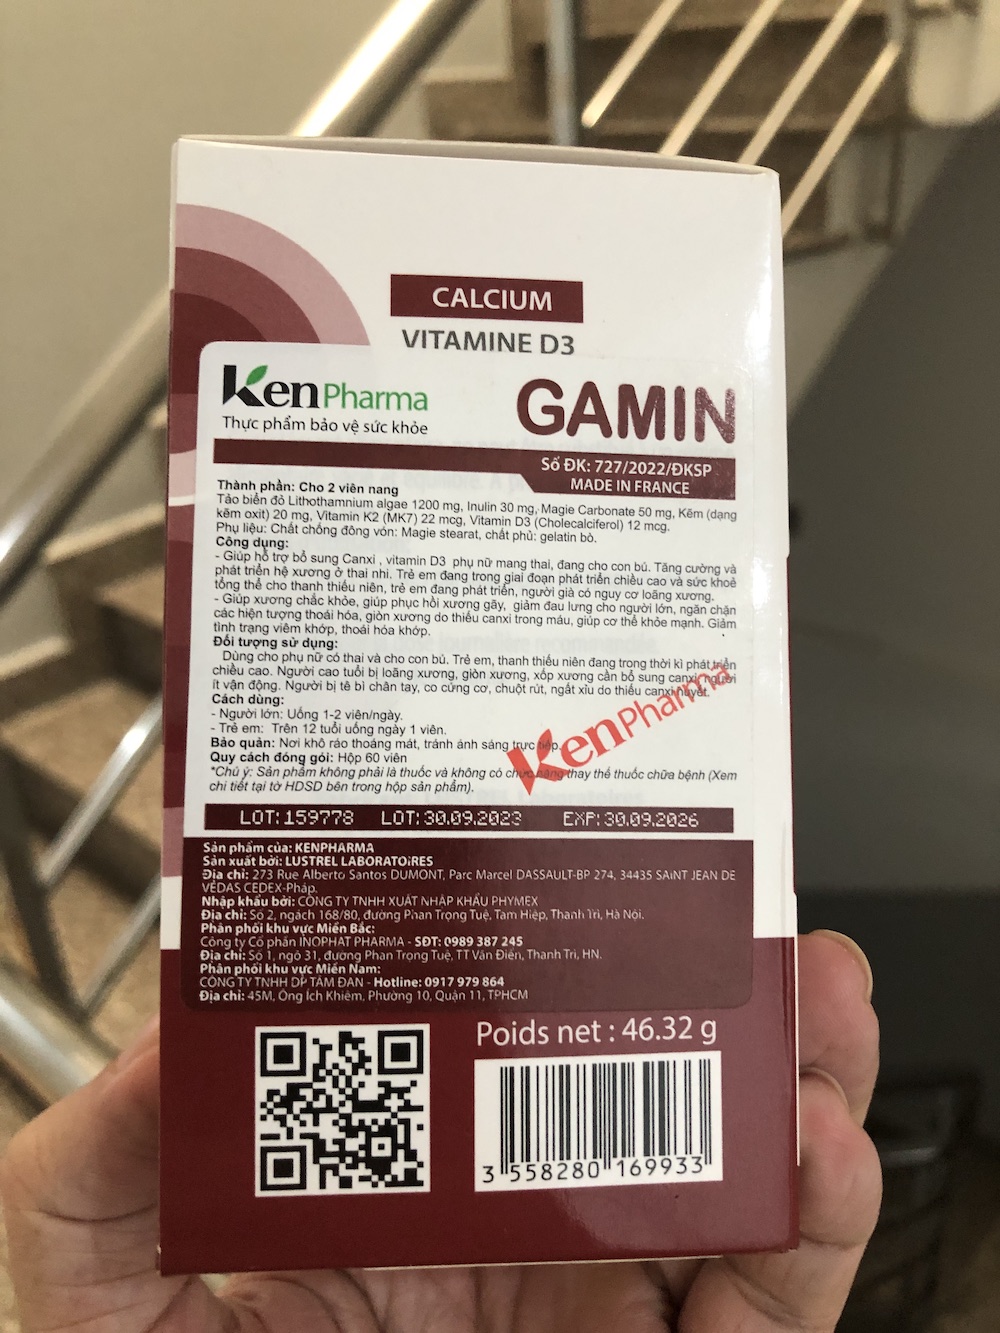 CALCIUM
VITAMINE D3
KenPharma
Thực phẩm bảo vệ sức khỏe
GAMIN
Số ĐK: 727/2022/ĐKSP
MADE IN FRANCE
Thành phần: Cho 2 viên nang
Tảo biển đỏ Lithothamnium algae 1200 mg, Inulin 30 mg, Magie Carbonate 50 mg, Kẽm (dạng
kẽm oxit) 20 mg, Vitamin K2 (MK7) 22 mcg, Vitamin D3 (Cholecalciferol) 12 mcg.
Phụ liệu: Chất chống đông vón: Magie stearat, chất phủ: gelatin bò.
Công dụng:
- Giúp hỗ trợ bổ sung Canxi , vitamin D3 phụ nữ mang thai, đang cho con bú. Tăng cường và
phát triển hệ xương ở thai nhi. Trẻ em đang trong giai đoạn phát triển chiều cao và sức khoẻ
tổng thể cho thanh thiếu niên, trẻ em đang phát triển, người già có nguy cơ loãng xương.
- Giúp xương chắc khỏe, giúp phục hồi xương gãy, giảm đau lưng cho người lớn, ngăn chặn
các hiện tượng thoái hóa, giòn xương do thiếu canxi trong máu, giúp cơ thể khỏe mạnh. Giảm
tình trạng viêm khớp, thoái hóa khớp.
Đối tượng sử dụng:
Dùng cho phụ nữ có thai và cho con bú. Trẻ em, thanh thiếu niên đang trong thời kì phát triển
chiều cao. Người cao tuổi bị loãng xương, giòn xương, xốp xương cần bổ sung canxi, người
ít vận động. Người bị tê bì chân tay, co cứng cơ, chuột rút, ngất xỉu do thiếu canxi huyết.
Cách dùng:
- Người lớn: Uống 1-2 viên/ngày.
- Trẻ em: Trên 12 tuổi uống ngày 1 viên.
Bảo quản: Nơi khô ráo thoáng mát, tránh ánh sáng trực tiếp.
Quy cách đóng gói: Hộp 60 viên
*Chú ý: Sản phẩm không phải là thuốc và không có chức năng thay thế thuốc chữa bệnh (Xem
chi tiết tại tờ HDSD bên trong hộp sản phẩm).
KenPharma
LOT: 159778 LOT: 30.09.2023 EXP: 30.09.2026
Sản phẩm của: KENPHARMA
Sản xuất bởi: LUSTREL LABORATOiRES
Địa chỉ: 273 Rue Alberto Santos DUMONT, Parc Marcel DASSAULT-BP 274, 34435 SAiNT JEAN DE
VÉDAS CEDEX-Pháp.
Nhập khẩu bởi: CÔNG TY TNHH XUẤT NHẬP KHẨU PHYMEX
Địa chỉ: Số 2, ngách 168/80, đường Phan Trọng Tuệ, Tam Hiệp, Thanh Trì, Hà Nội.
Phân phối khu vực Miền Bắc:
Công ty Cổ phần INOPHAT PHARMA - SĐT: 0989 387 245
Địa chỉ: Số 1, ngõ 31, đường Phan Trọng Tuệ, TT Văn Điển, Thanh Trì, HN.
Phân phối khu vực Miền Nam:
CÔNG TY TNHH DP TÂM ĐAN - Hotline: 0917 979 864
Địa chỉ: 45M, Ông Ích Khiêm, Phường 10, Quận 11, TPHCM
Poids net : 46.32 g
3 558280 169933